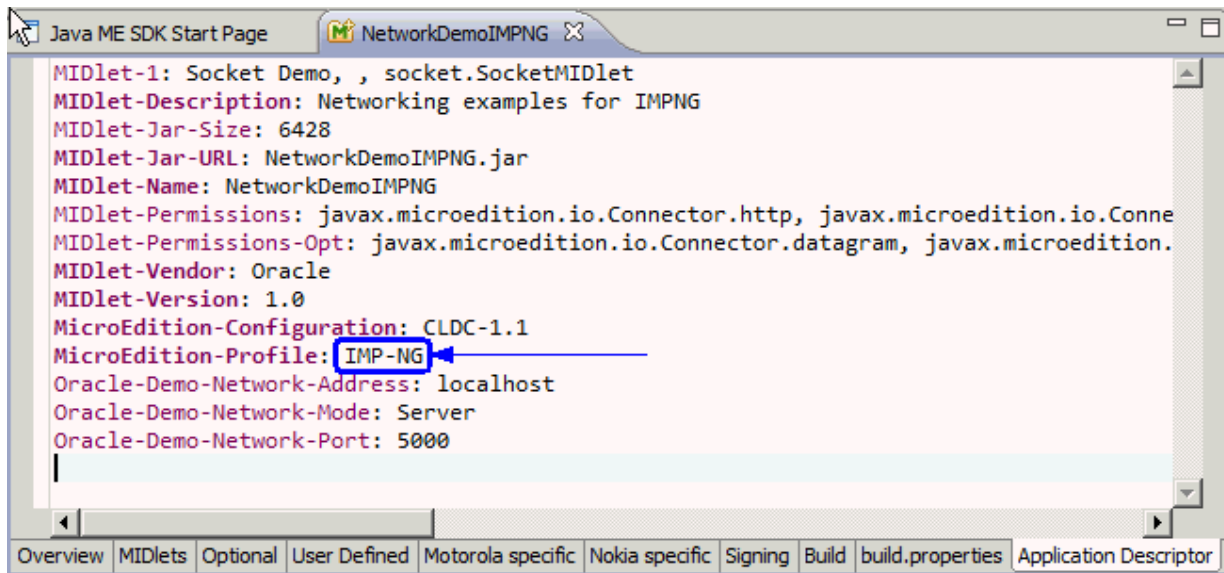 Java ME SDK Start Page NetworkDemoIMPNG
MIDlet-1: Socket Demo, , socket.SocketMIDlet
MIDlet-Description: Networking examples for IMPNG
MIDlet-Jar-Size: 6428
MIDlet-Jar-URL: NetworkDemoIMPNG.jar
MIDlet-Name: NetworkDemoIMPNG
MIDlet-Permissions: javax.microedition.io.Connector.http, javax.microedition.io.Conne
MIDlet-Permissions-Opt: javax.microedition.io.Connector.datagram, javax.microedition.
MIDlet-Vendor: Oracle
MIDlet-Version: 1.0
MicroEdition-Configuration: CLDC-1.1
MicroEdition-Profile: IMP-NG
Oracle-Demo-Network-Address: localhost
Oracle-Demo-Network-Mode: Server
Oracle-Demo-Network-Port: 5000
Overview MIDlets Optional User Defined Motorola specific Nokia specific Signing Build build.properties Application Descriptor